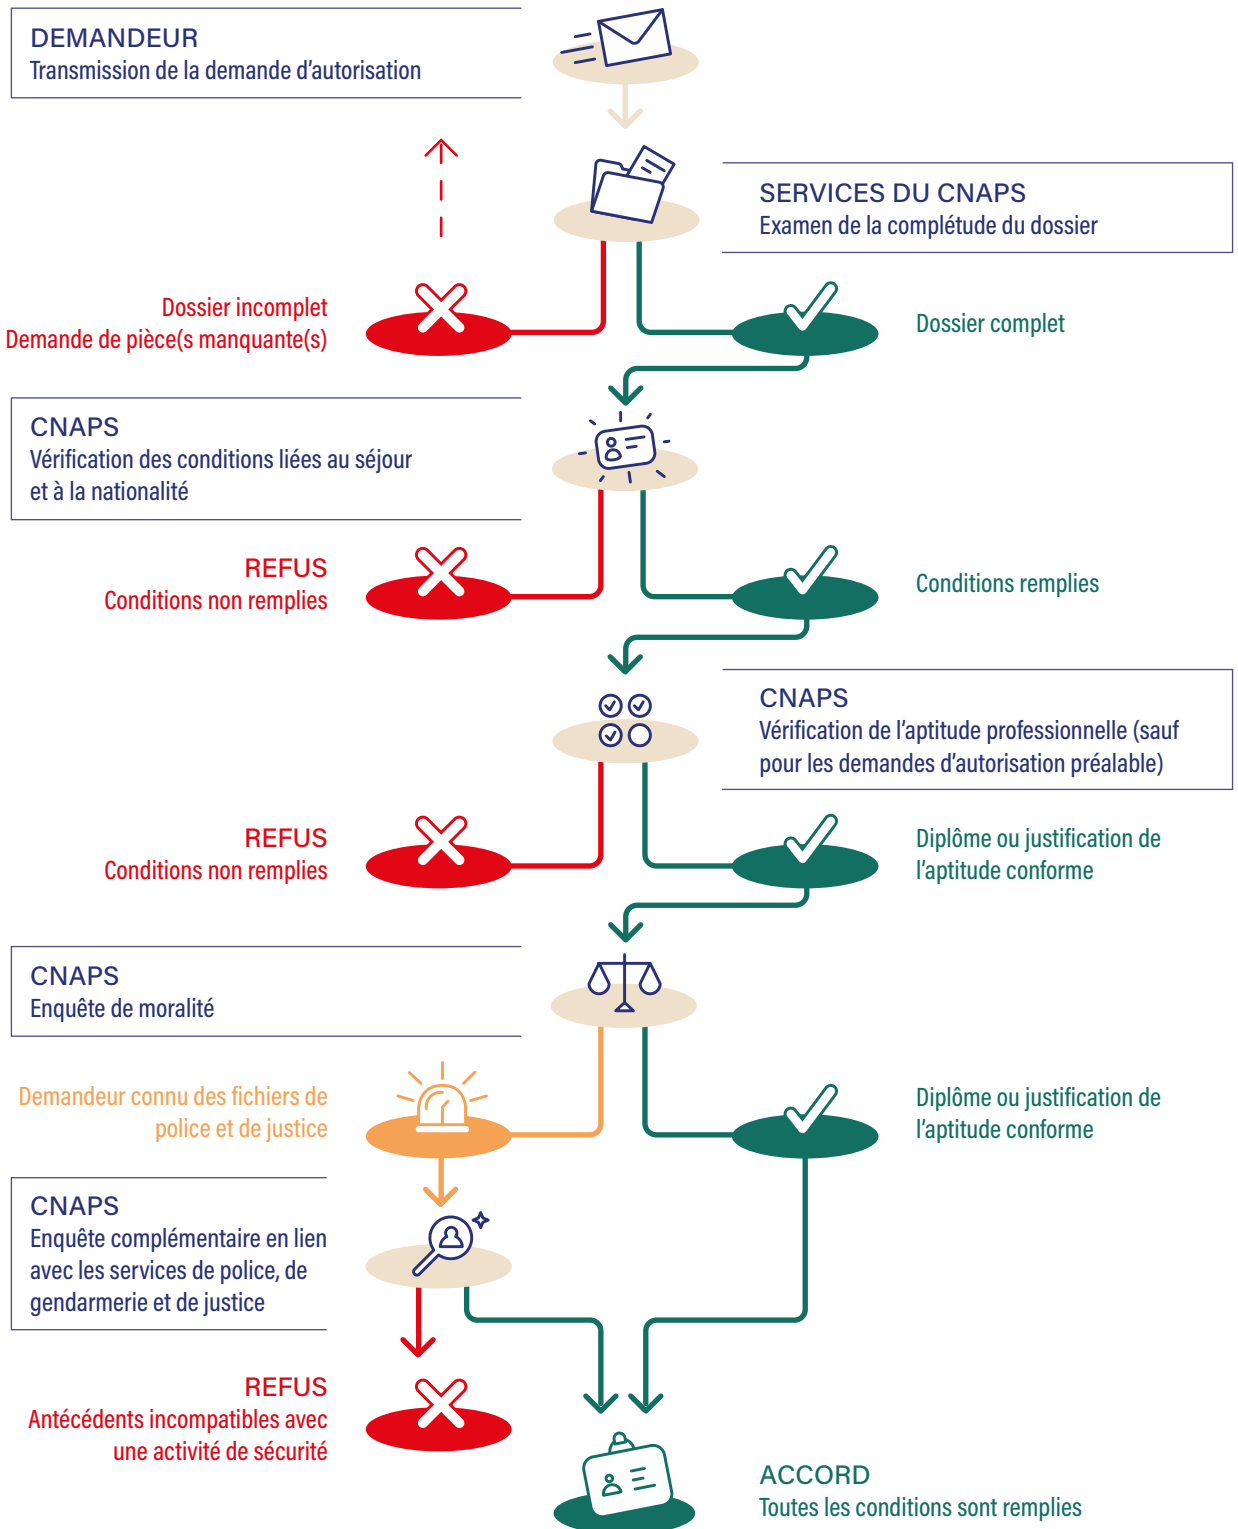 DEMANDEUR
Transmission de la demande d'autorisation
SERVICES DU CNAPS
Examen de la complétude du dossier
Dossier incomplet
Demande de pièce(s manquante(s)
Dossier complet
CNAPS
Vérification des conditions liées au séjour
et à la nationalité
REFUS
Conditions non remplies
Conditions remplies
CNAPS
Vérification de l'aptitude professionnelle (sauf
pour les demandes d'autorisation préalable)
REFUS
Conditions non remplies
Diplôme ou justification de
l'aptitude conforme
CNAPS
Enquête de moralité
Demandeur connu des fichiers de
police et de justice
Diplôme ou justification de
l'aptitude conforme
CNAPS
Enquête complémentaire en lien
avec les services de police, de
gendarmerie et de justice
REFUS
Antécédents incompatibles avec
une activité de sécurité
ACCORD
Toutes les conditions sont remplies